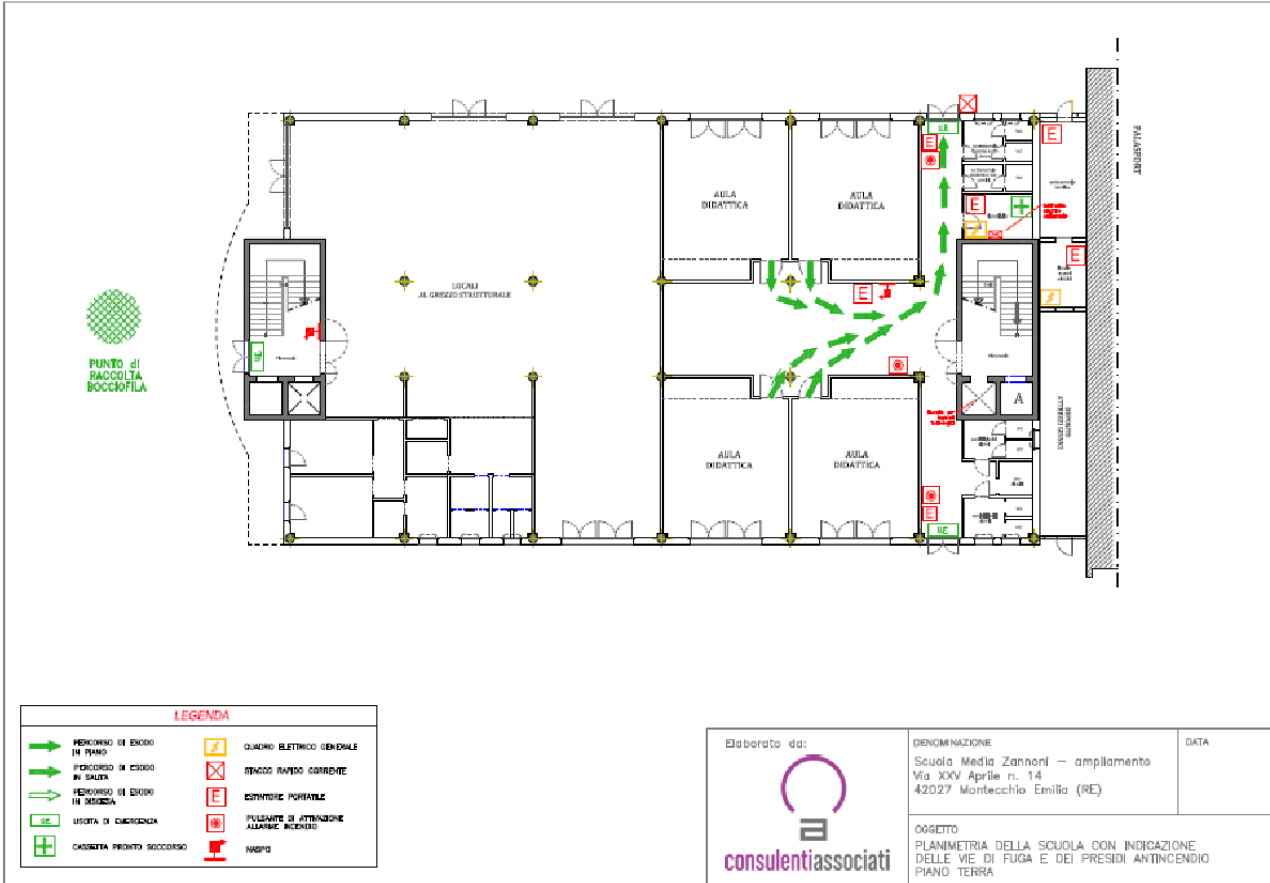 PALASPORT
U.E.
E
E
E
AULA
DIDATTICA
AULA
DIDATTICA
E
LOCALI
AL GREZZO STRUTTURALE
E
PUNTO di
RACCOLTA
BOCCIOFILA
U.E.
A
DEPOSITO
ATTREZZI GINNICI
AULA
DIDATTICA
AULA
DIDATTICA
E
U.E.
LEGENDA
PERCORSO DI ESODO
IN PIANO
PERCORSO DI ESODO
IN SALITA
PERCORSO DI ESODO
IN DISCESA
U.E.
USCITA DI EMERGENZA
CASSETTA PRONTO SOCCORSO
QUADRO ELETTRICO GENERALE
STACCO RAPIDO CORRENTE
E
ESTINTORE PORTATILE
PULSANTE DI ATTIVAZIONE
ALLARME INCENDIO
NASPO
Elaborato da:
a
consulentiassociati
DENOMINAZIONE
Scuola Media Zannoni – ampliamento
Via XXV Aprile n. 14
42027 Montecchio Emilia (RE)
DATA
OGGETTO
PLANIMETRIA DELLA SCUOLA CON INDICAZIONE
DELLE VIE DI FUGA E DEI PRESIDI ANTINCENDIO
PIANO TERRA